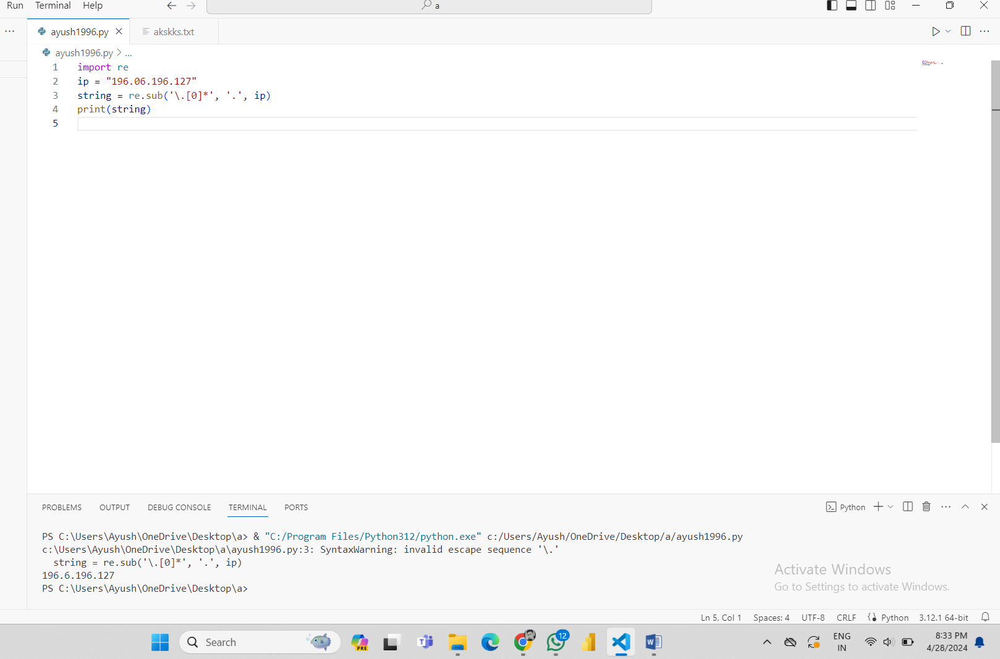 Run Terminal Help
a
ayush1996.py
akskks.txt
ayush1996.py > ...
1 import re
2 ip = "196.06.196.127"
3 string = re.sub('\.[0]*', '.', ip)
4 print(string)
5
PROBLEMS OUTPUT DEBUG CONSOLE TERMINAL PORTS
Python
PS C:\Users\Ayush\OneDrive\Desktop\a> & "C:/Program Files/Python312/python.exe" c:/Users/Ayush/OneDrive/Desktop/a/ayush1996.py
c:\Users\Ayush\OneDrive\Desktop\a\ayush1996.py:3: SyntaxWarning: invalid escape sequence '\.'
string = re.sub('\.[0]*', '.', ip)
196.6.196.127
PS C:\Users\Ayush\OneDrive\Desktop\a>
Activate Windows
Go to Settings to activate Windows.
Ln 5, Col 1 Spaces: 4 UTF-8 CRLF Python 3.12.1 64-bit
Search
PRE
12
ENG
IN
8:33 PM
4/28/2024